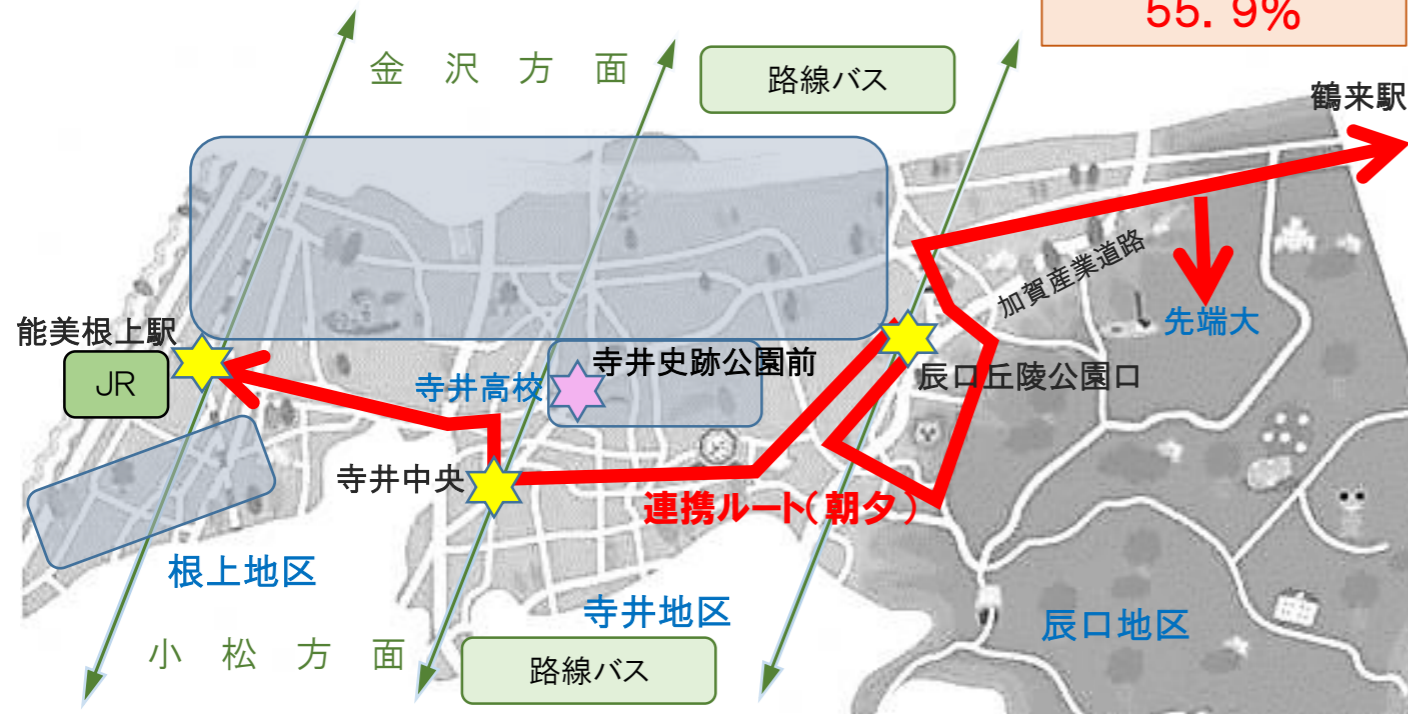 55.9%
金沢方面
路線バス
鶴来駅
加賀産業道路
先端大
能美根上駅
JR
寺井史跡公園前
寺井高校
辰口丘陵公園口
寺井中央
連携ルート(朝夕)
根上地区
寺井地区
辰口地区
小松方面
路線バス